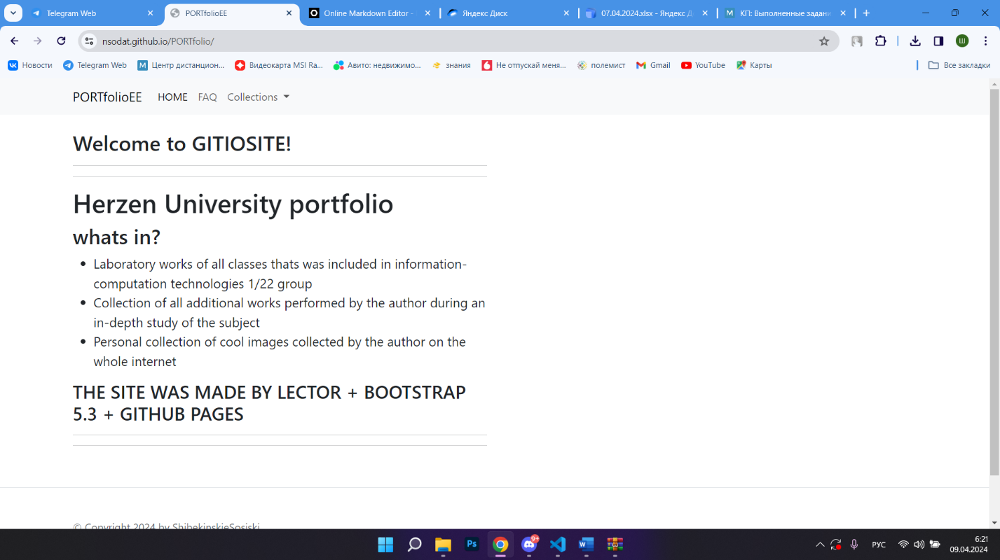 Telegram Web
PORTfolioEE
Online Markdown Editor -
Яндекс Диск
07.04.2024.xlsx - Яндекс Д
КП: Выполненные задани
nsodat.github.io/PORTfolio/
Ш
Новости
Telegram Web
Центр дистанцион...
Видеокарта MSI Ra...
Авито: недвижимо...
знания
Не отпускай меня...
полемист
Gmail
YouTube
Карты
Все закладки
PORTfolioEE
HOME
FAQ
Collections
Welcome to GITIOSITE!
Herzen University portfolio
whats in?
Laboratory works of all classes thats was included in information-
computation technologies 1/22 group
Collection of all additional works performed by the author during an
in-depth study of the subject
Personal collection of cool images collected by the author on the
whole internet
THE SITE WAS MADE BY LECTOR + BOOTSTRAP
5.3 + GITHUB PAGES
© Copyright 2024 by ShibekinskieSosiski
Ps
9+
W
РУС
6:21
09.04.2024